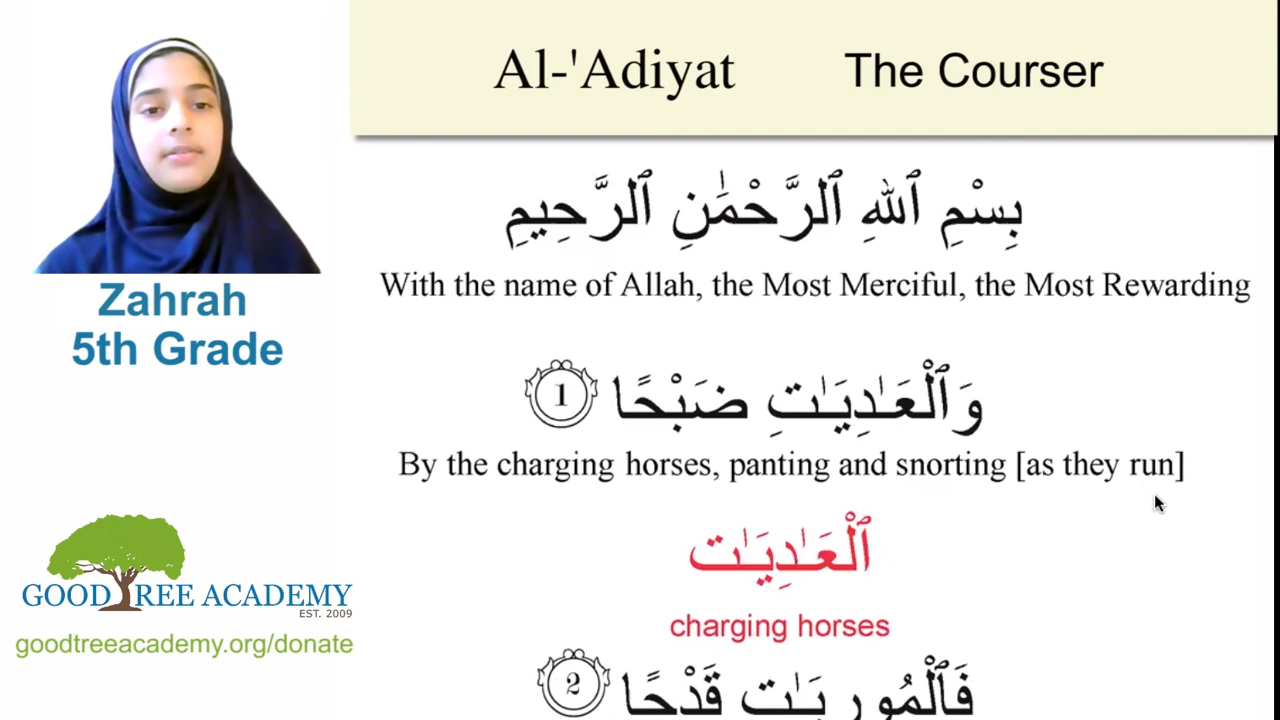 Al-'Adiyat The Courser
بِسْمِ ٱللَّهِ ٱلرَّحْمَٰنِ ٱلرَّحِيمِ
With the name of Allah, the Most Merciful, the Most Rewarding
وَٱلْعَـٰدِيَـٰتِ ضَبْحًا 1
By the charging horses, panting and snorting [as they run]
ٱلْعَـٰدِيَـٰت
charging horses
فَٱلْمُورِيَـٰتِ قَدْحًا 2
Zahrah
5th Grade
GOOD TREE ACADEMY
EST. 2009
goodtreeacademy.org/donate